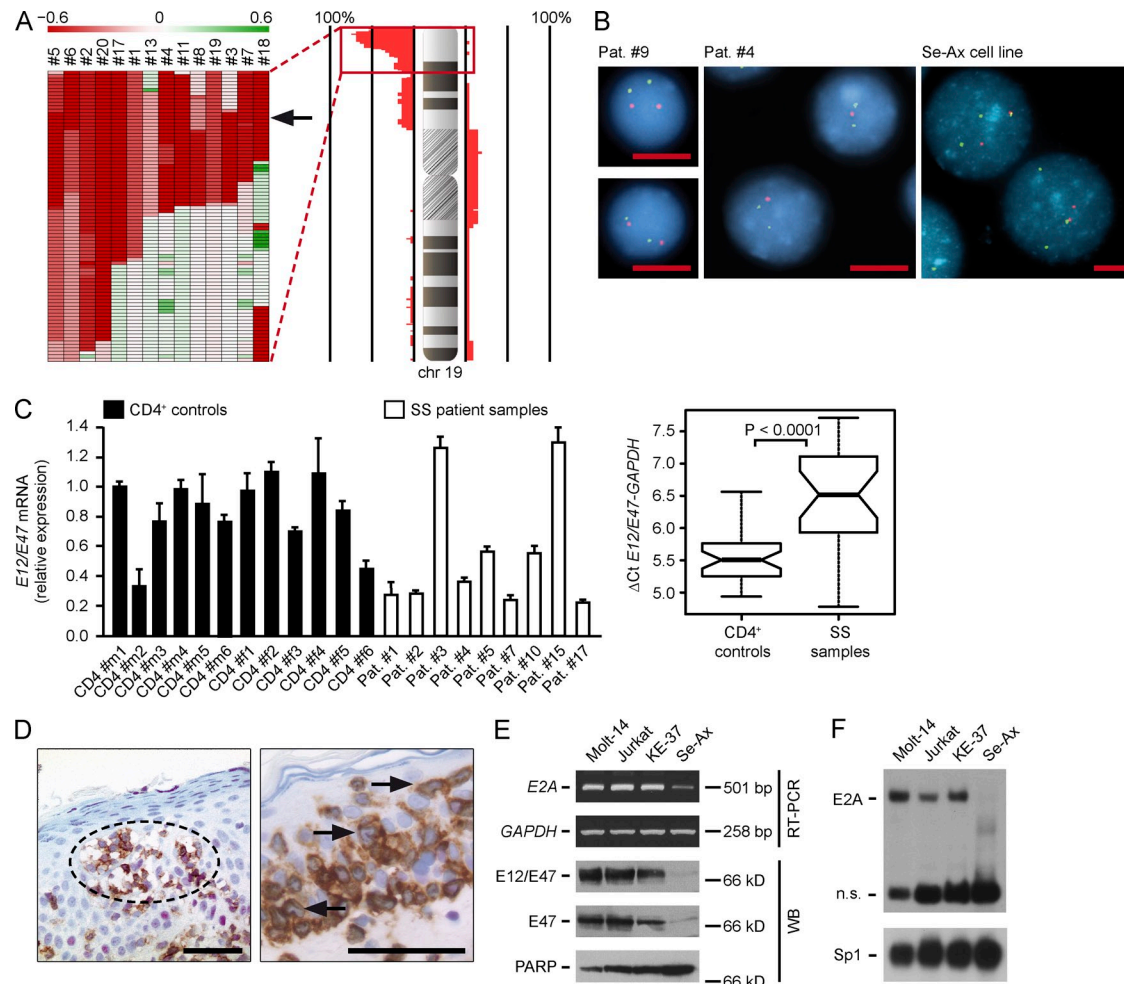 A
−0.6 0 0.6
#5 #6 #2 #20 #17 #1 #13 #4 #11 #8 #19 #3 #7 #18
100% 100%
chr 19
B
Pat. #9 Pat. #4 Se-Ax cell line
C
CD4+ controls SS patient samples
E12/E47 mRNA
(relative expression)
1.4
1.2
1.0
0.8
0.6
0.4
0.2
0.0
CD4 #m1 CD4 #m2 CD4 #m3 CD4 #m4 CD4 #m5 CD4 #m6 CD4 #f1 CD4 #f2 CD4 #f3 CD4 #f4 CD4 #f5 CD4 #f6 Pat. #1 Pat. #2 Pat. #3 Pat. #4 Pat. #5 Pat. #7 Pat. #10 Pat. #15 Pat. #17
ΔCt E12/E47-GAPDH
7.5
7.0
6.5
6.0
5.5
5.0
P < 0.0001
CD4+ controls
SS samples
D
E
Molt-14 Jurkat KE-37 Se-Ax
E2A 501 bp
GAPDH 258 bp
RT-PCR
E12/E47 66 kD
E47 66 kD
PARP 66 kD
WB
F
Molt-14 Jurkat KE-37 Se-Ax
E2A
n.s.
Sp1